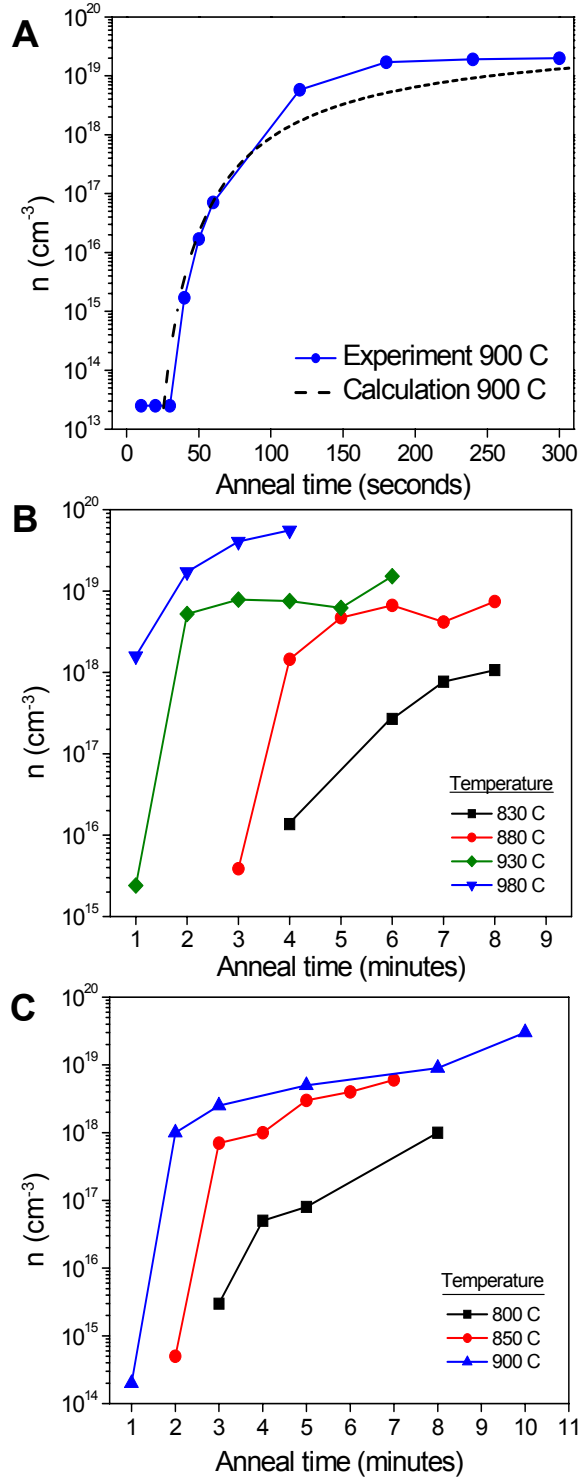 A
10^20
10^19
10^18
10^17
10^16
10^15
10^14
10^13
n (cm^-3)
Experiment 900 C
Calculation 900 C
0 50 100 150 200 250 300
Anneal time (seconds)
B
10^20
10^19
10^18
10^17
10^16
10^15
n (cm^-3)
Temperature
830 C
880 C
930 C
980 C
1 2 3 4 5 6 7 8 9
Anneal time (minutes)
C
10^20
10^19
10^18
10^17
10^16
10^15
10^14
n (cm^-3)
Temperature
800 C
850 C
900 C
1 2 3 4 5 6 7 8 9 10 11
Anneal time (minutes)